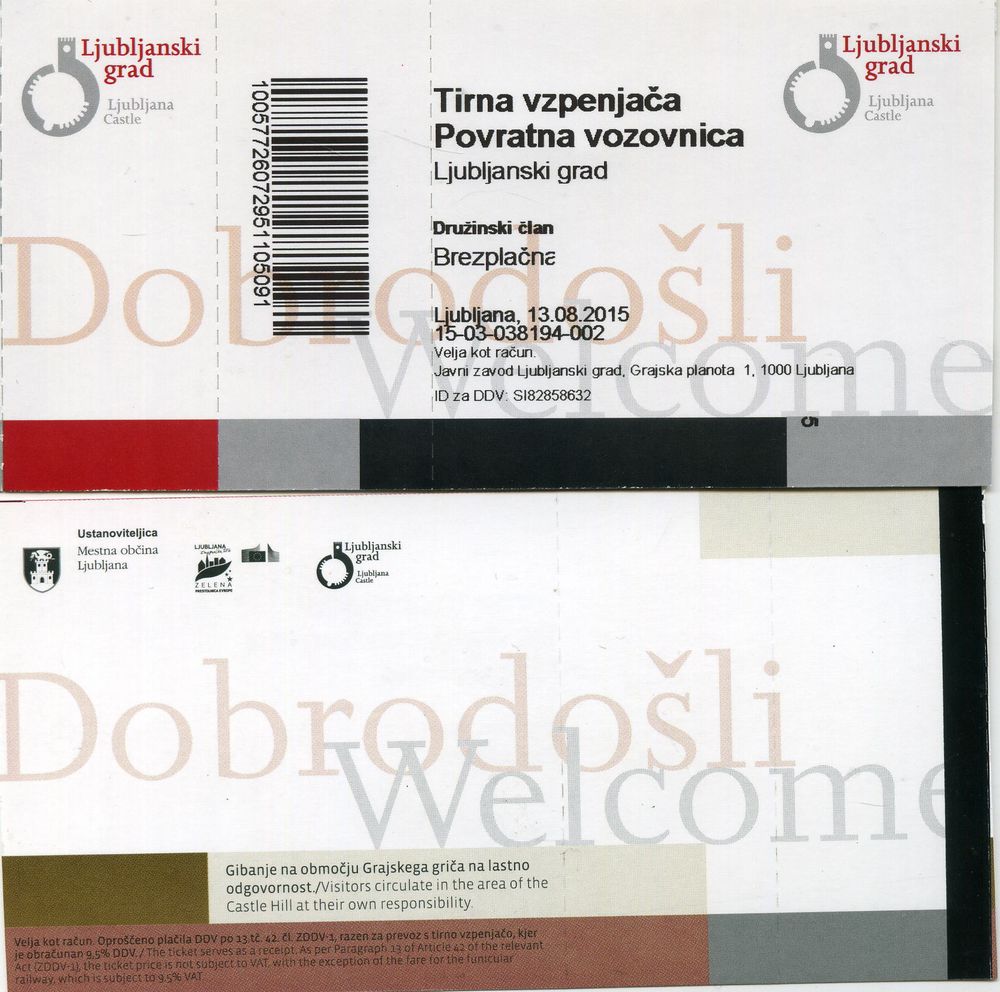 Ljubljanski
grad
Ljubljana
Castle
10057726072951105091
Tirna vzpenjača
Povratna vozovnica
Ljubljanski grad
Ljubljanski
grad
Ljubljana
Castle
Družinski član
Brezplačna
Dobrodošli
Welcome
Ljubljana, 13.08.2015
15-03-038194-002
Velja kot račun.
Javni zavod Ljubljanski grad, Grajska planota 1, 1000 Ljubljana
ID za DDV: SI82858632
Ustanoviteljica
Mestna občina
Ljubljana
LJUBLJANA
ZELENA
PRESTOLNICA EVROPE
Ljubljanski
grad
Ljubljana
Castle
Dobrodošli
Welcome
Gibanje na območju Grajskega griča na lastno
odgovornost./Visitors circulate in the area of the
Castle Hill at their own responsibility.
Velja kot račun. Oproščeno plačila DDV po 13.tč. 42. čl. ZDDV-1, razen za prevoz s tirno vzpenjačo, kjer
je obračunan 9,5% DDV./ The ticket serves as a receipt. As per Paragraph 13 of Article 42 of the relevant
Act (ZDDV-1), the ticket price is not subject to VAT, with the exception of the fare for the funicular
railway, which is subject to 9.5% VAT.